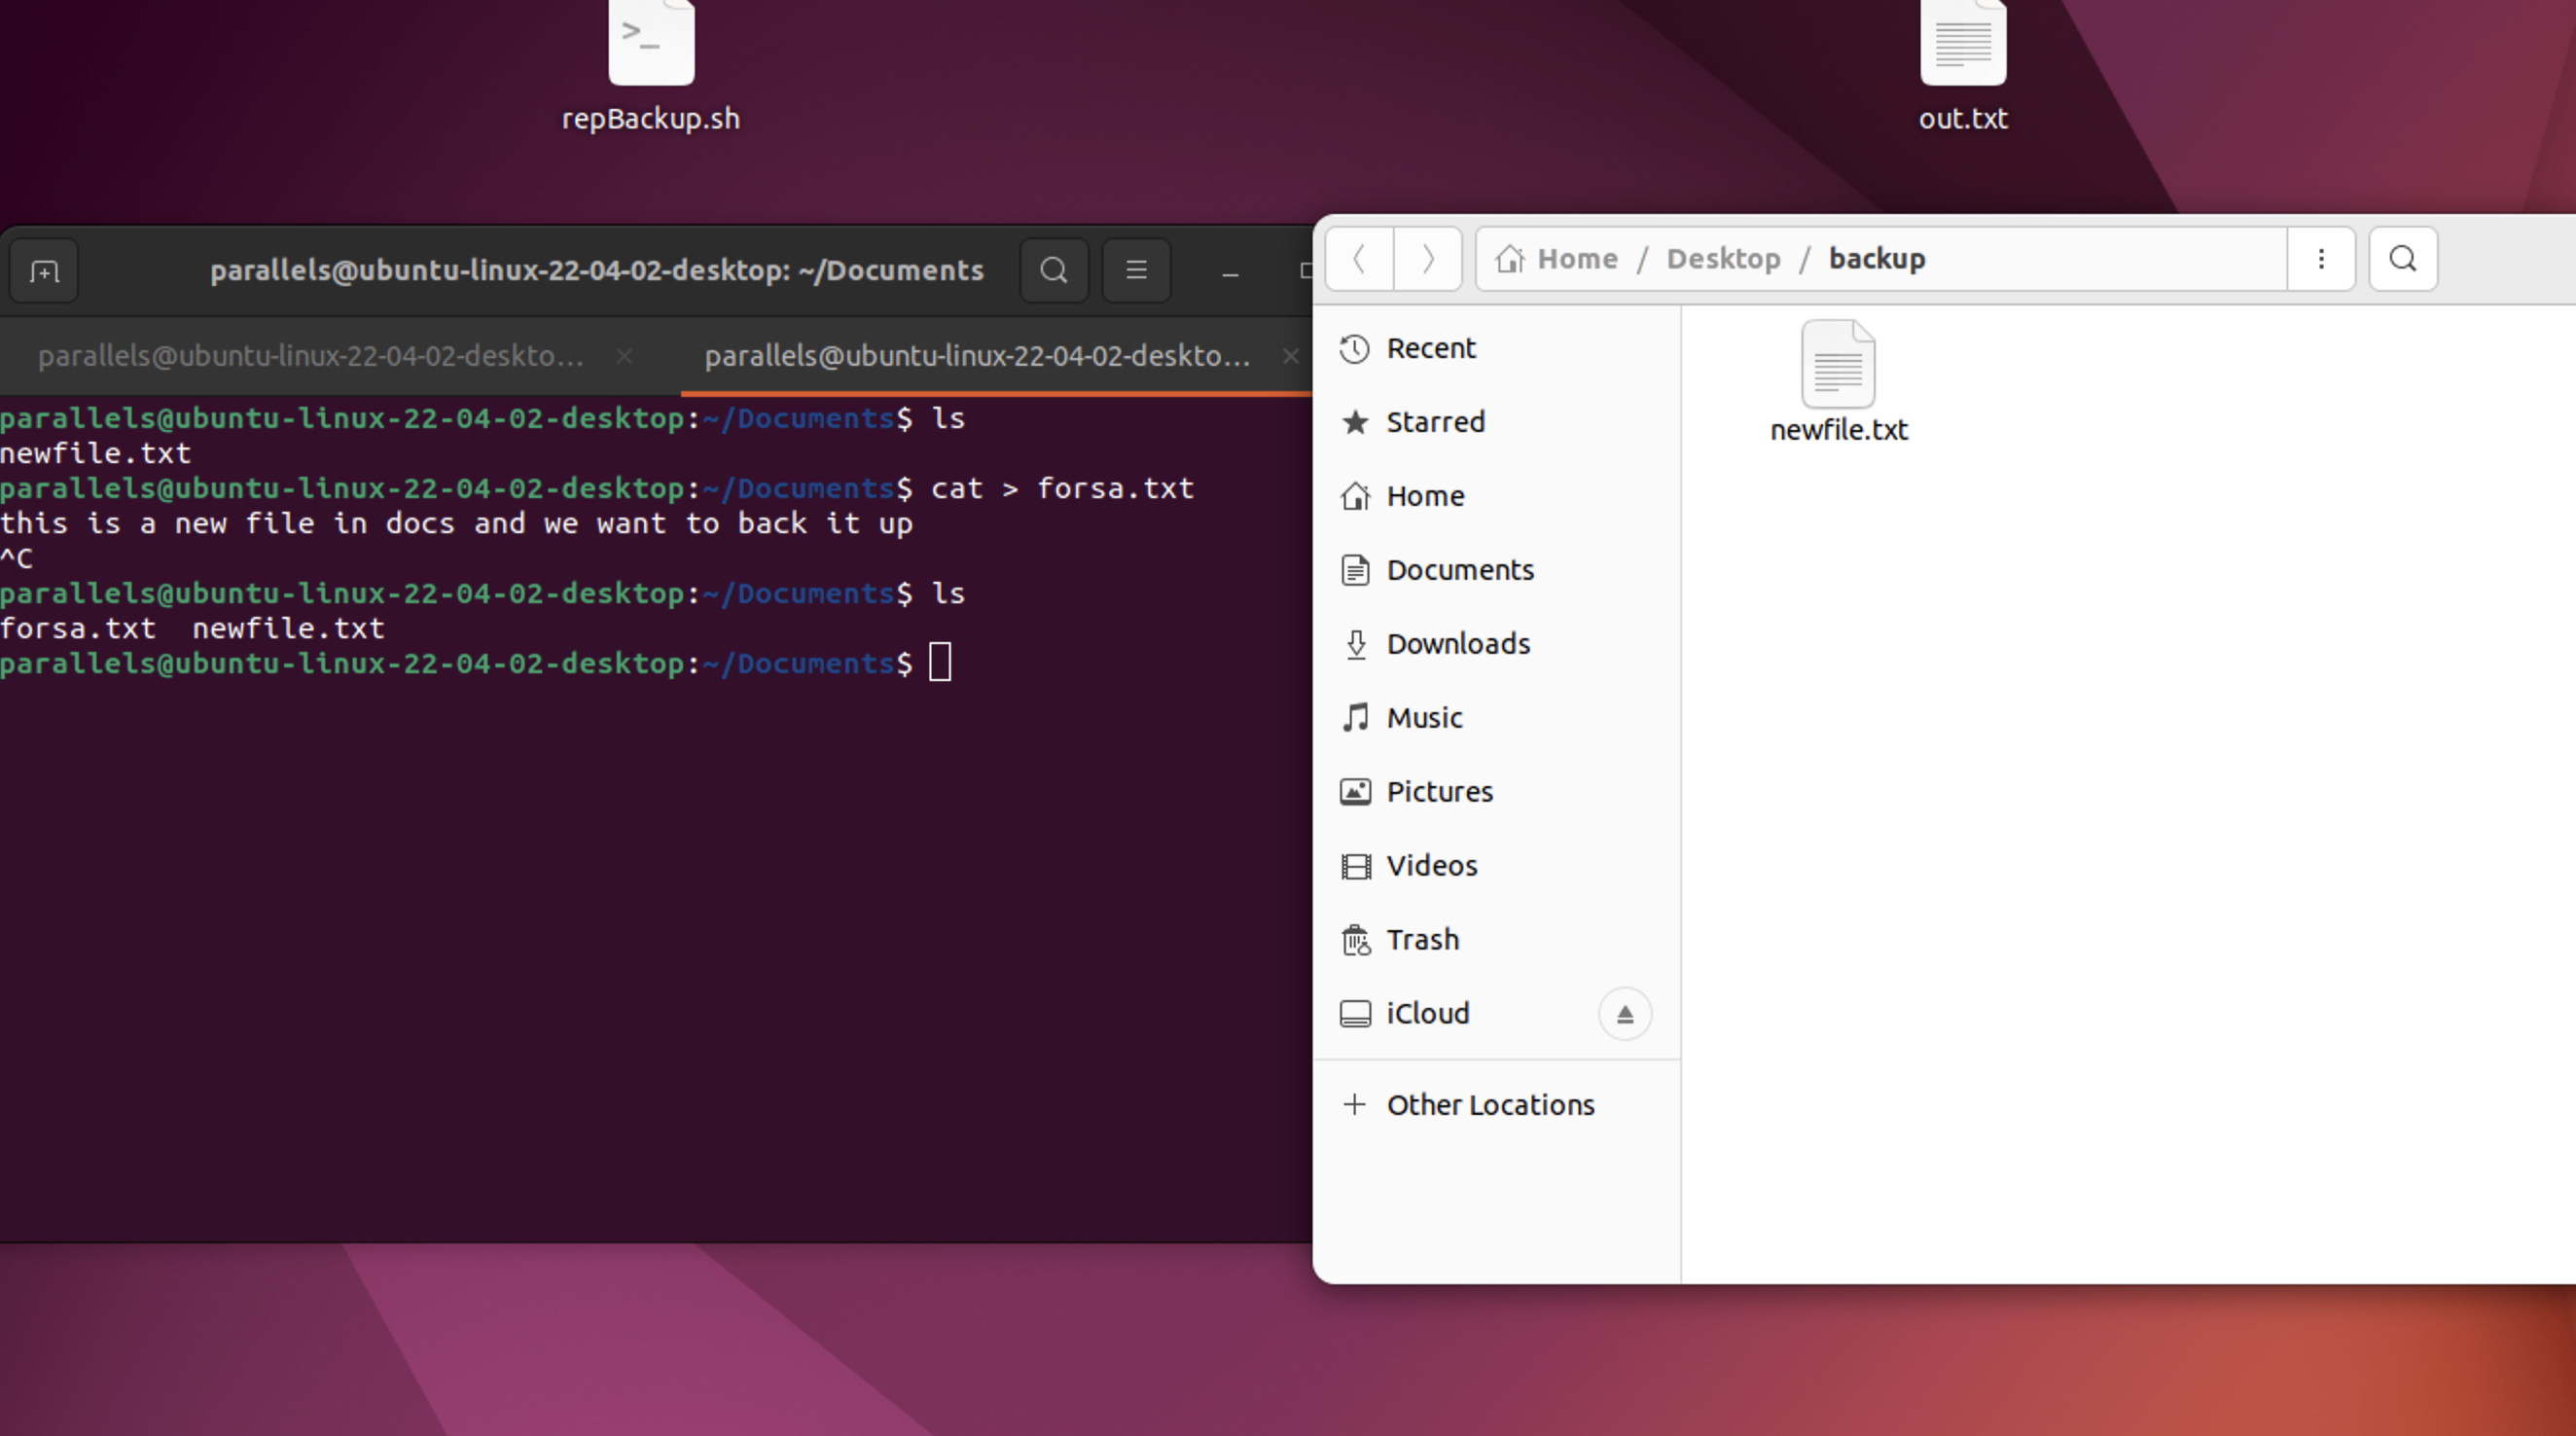 repBackup.sh
out.txt
parallels@ubuntu-linux-22-04-02-desktop: ~/Documents
parallels@ubuntu-linux-22-04-02-deskto...
parallels@ubuntu-linux-22-04-02-deskto...
parallels@ubuntu-linux-22-04-02-desktop:~/Documents$ ls
newfile.txt
parallels@ubuntu-linux-22-04-02-desktop:~/Documents$ cat > forsa.txt
this is a new file in docs and we want to back it up
^C
parallels@ubuntu-linux-22-04-02-desktop:~/Documents$ ls
forsa.txt  newfile.txt
parallels@ubuntu-linux-22-04-02-desktop:~/Documents$
Home / Desktop / backup
Recent
Starred
Home
Documents
Downloads
Music
Pictures
Videos
Trash
iCloud
Other Locations
newfile.txt